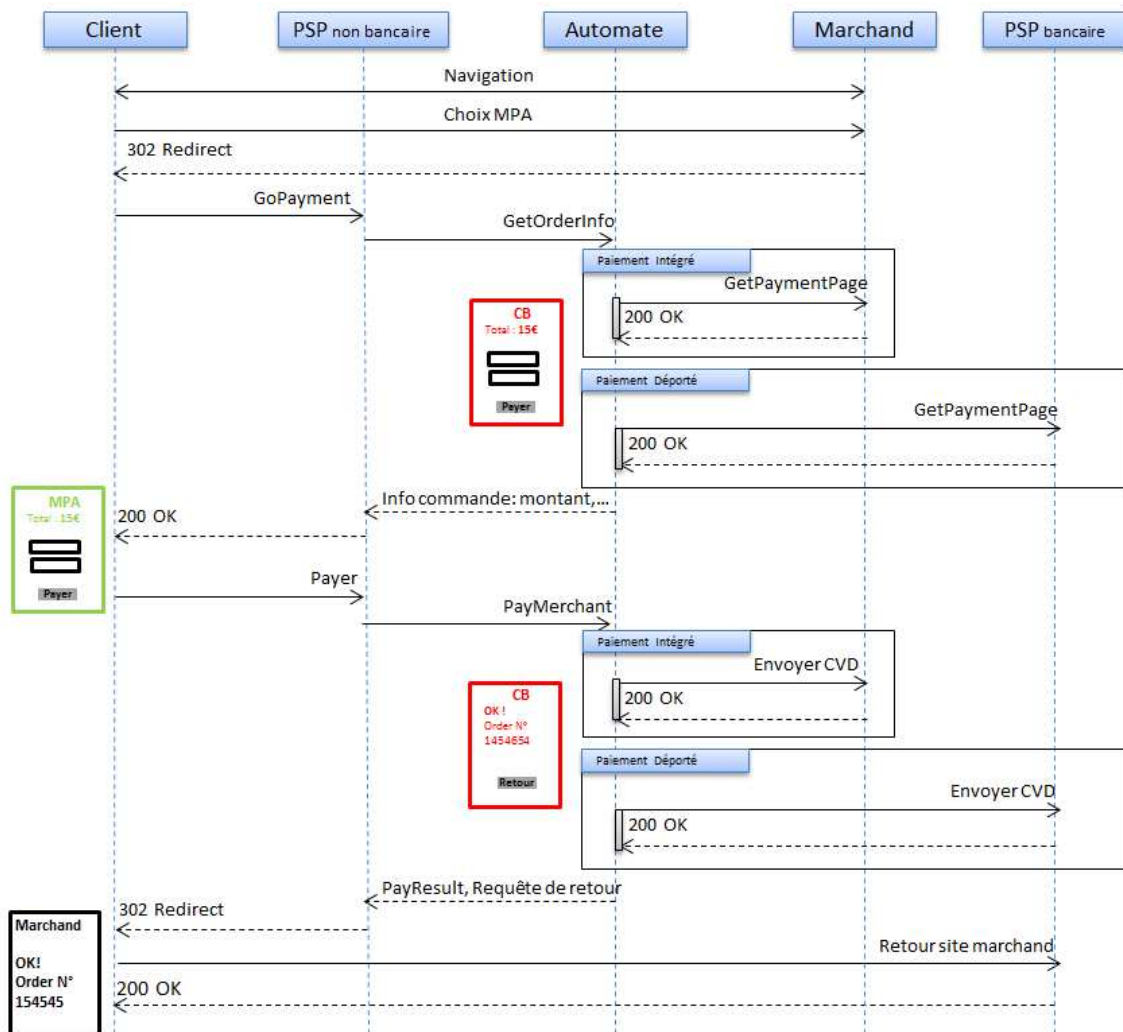 Client
PSP non bancaire
Automate
Marchand
PSP bancaire
Navigation
Choix MPA
302 Redirect
GoPayment
GetOrderInfo
Paiement Intégré
GetPaymentPage
200 OK
CB
Total : 15€
Payer
Paiement Déporté
GetPaymentPage
200 OK
Info commande: montant,...
MPA
Total : 15€
Payer
200 OK
Payer
PayMerchant
Paiement Intégré
Envoyer CVD
200 OK
CB
OK !
Order N°
1454654
Retour
Paiement Déporté
Envoyer CVD
200 OK
PayResult, Requête de retour
302 Redirect
Marchand
OK!
Order N°
154545
Retour site marchand
200 OK